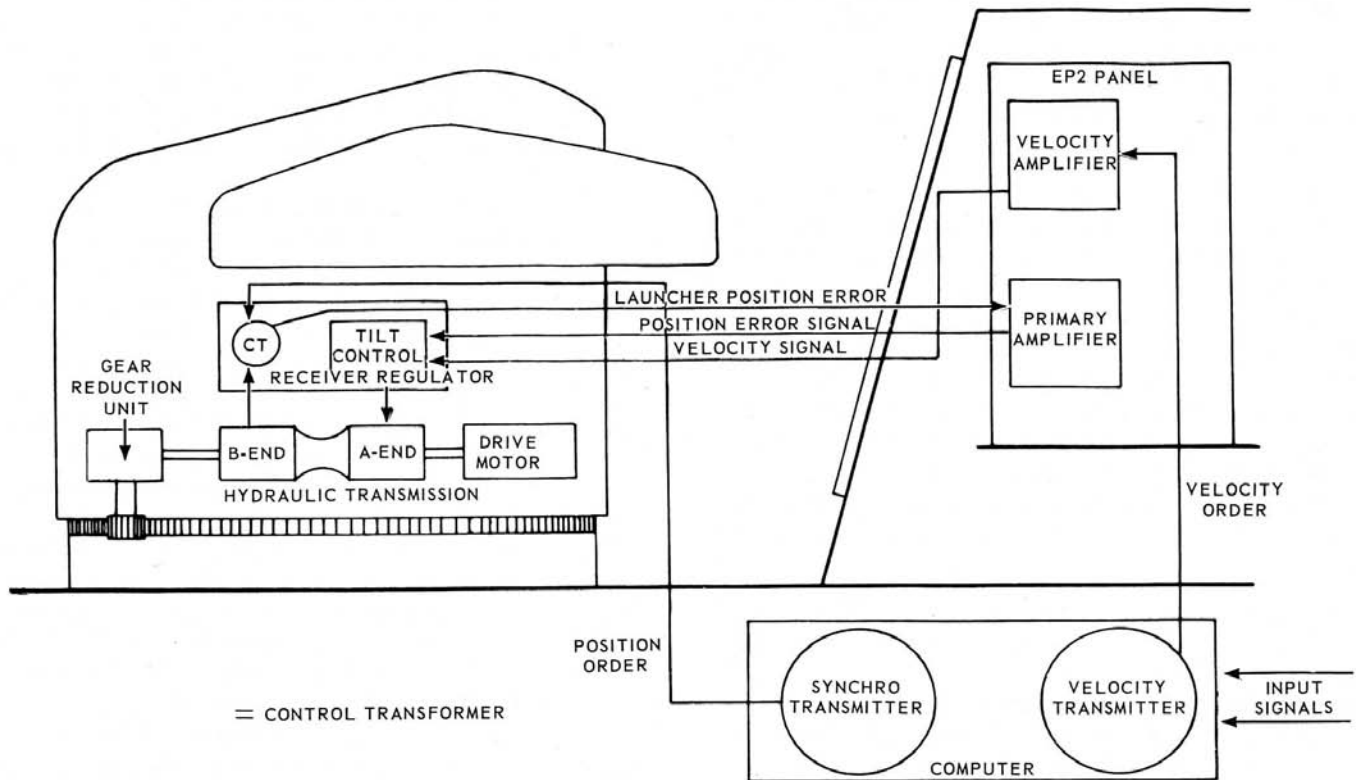 EP2 PANEL
VELOCITY
AMPLIFIER
LAUNCHER POSITION ERROR
POSITION ERROR SIGNAL
VELOCITY SIGNAL
PRIMARY
AMPLIFIER
CT
TILT
CONTROL
RECEIVER REGULATOR
GEAR
REDUCTION
UNIT
B-END
A-END
DRIVE
MOTOR
HYDRAULIC TRANSMISSION
VELOCITY
ORDER
POSITION
ORDER
SYNCHRO
TRANSMITTER
VELOCITY
TRANSMITTER
INPUT
SIGNALS
COMPUTER
= CONTROL TRANSFORMER